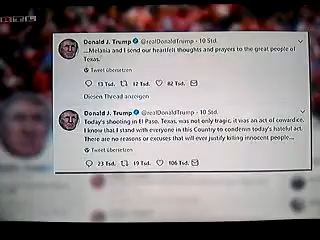 RTL
Donald J. Trump @realDonaldTrump · 10 Std.
...Melania and I send our heartfelt thoughts and prayers to the great people of
Texas.
Tweet übersetzen
13 Tsd. 12 Tsd. 82 Tsd.
Diesen Thread anzeigen
Donald J. Trump @realDonaldTrump · 10 Std.
Today's shooting in El Paso, Texas, was not only tragic, it was an act of cowardice.
I know that I stand with everyone in this Country to condemn today's hateful act.
There are no reasons or excuses that will ever justify killing innocent people....
Tweet übersetzen
23 Tsd. 19 Tsd. 106 Tsd.